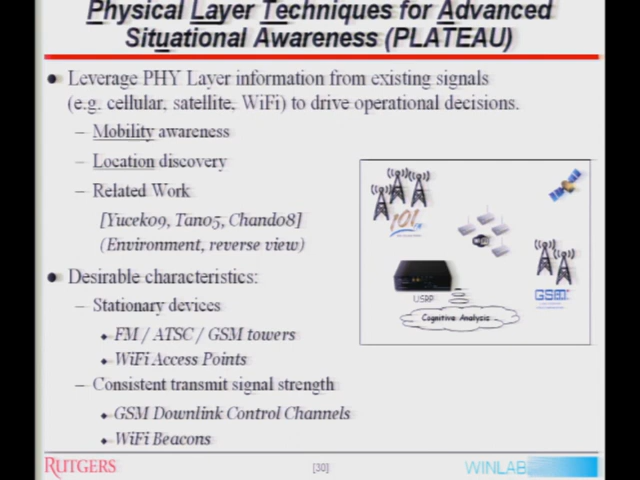 Physical Layer Techniques for Advanced
Situational Awareness (PLATEAU)
Leverage PHY Layer information from existing signals
(e.g. cellular, satellite, WiFi) to drive operational decisions.
– Mobility awareness
– Location discovery
– Related Work
[Yucek09, Tan05, Chand08]
(Environment, reverse view)
Desirable characteristics:
– Stationary devices
FM / ATSC / GSM towers
WiFi Access Points
– Consistent transmit signal strength
GSM Downlink Control Channels
WiFi Beacons
101
GSM
USRP
Cognitive Analysis
RUTGERS
[30]
WINLAB